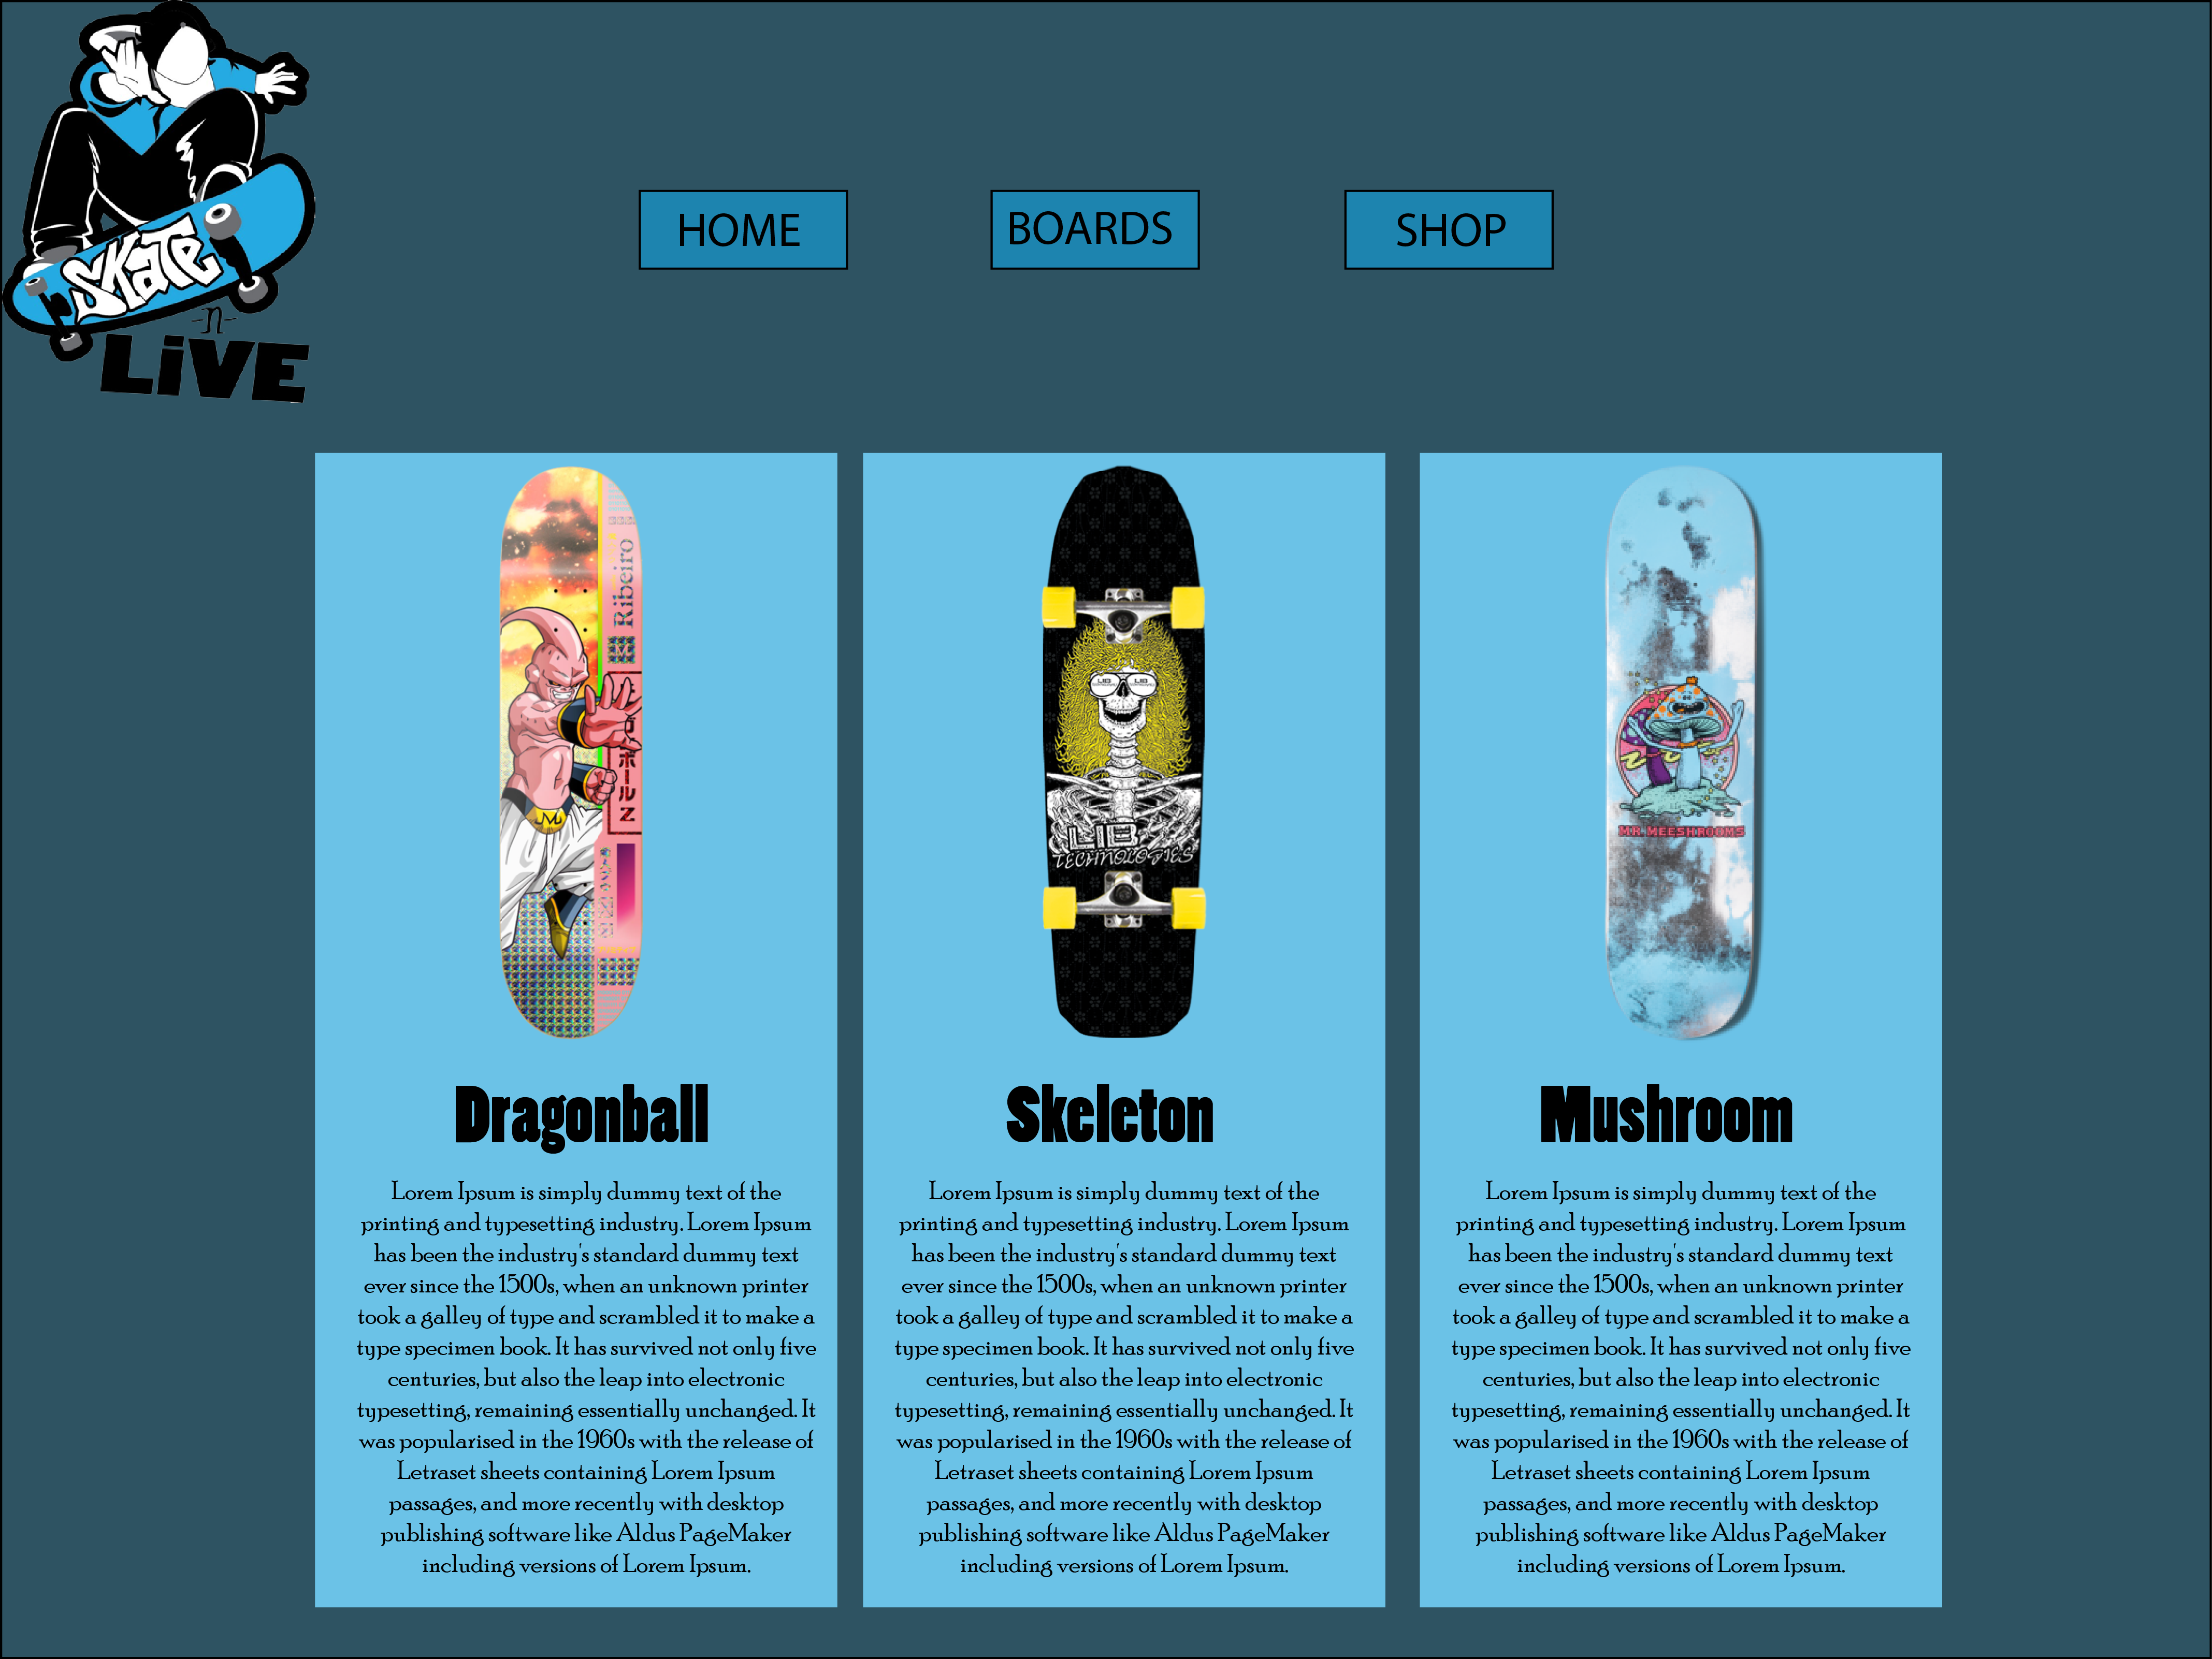 SKaTe
-n-
LiVE
HOME
BOARDS
SHOP
Ribeiro
ボールZ
M
LIB
LIB
LIB
TECHNOLOGIES
MR. MEESHROOMS
Dragonball
Lorem Ipsum is simply dummy text of the
printing and typesetting industry. Lorem Ipsum
has been the industry's standard dummy text
ever since the 1500s, when an unknown printer
took a galley of type and scrambled it to make a
type specimen book. It has survived not only five
centuries, but also the leap into electronic
typesetting, remaining essentially unchanged. It
was popularised in the 1960s with the release of
Letraset sheets containing Lorem Ipsum
passages, and more recently with desktop
publishing software like Aldus PageMaker
including versions of Lorem Ipsum.
Skeleton
Lorem Ipsum is simply dummy text of the
printing and typesetting industry. Lorem Ipsum
has been the industry's standard dummy text
ever since the 1500s, when an unknown printer
took a galley of type and scrambled it to make a
type specimen book. It has survived not only five
centuries, but also the leap into electronic
typesetting, remaining essentially unchanged. It
was popularised in the 1960s with the release of
Letraset sheets containing Lorem Ipsum
passages, and more recently with desktop
publishing software like Aldus PageMaker
including versions of Lorem Ipsum.
Mushroom
Lorem Ipsum is simply dummy text of the
printing and typesetting industry. Lorem Ipsum
has been the industry's standard dummy text
ever since the 1500s, when an unknown printer
took a galley of type and scrambled it to make a
type specimen book. It has survived not only five
centuries, but also the leap into electronic
typesetting, remaining essentially unchanged. It
was popularised in the 1960s with the release of
Letraset sheets containing Lorem Ipsum
passages, and more recently with desktop
publishing software like Aldus PageMaker
including versions of Lorem Ipsum.